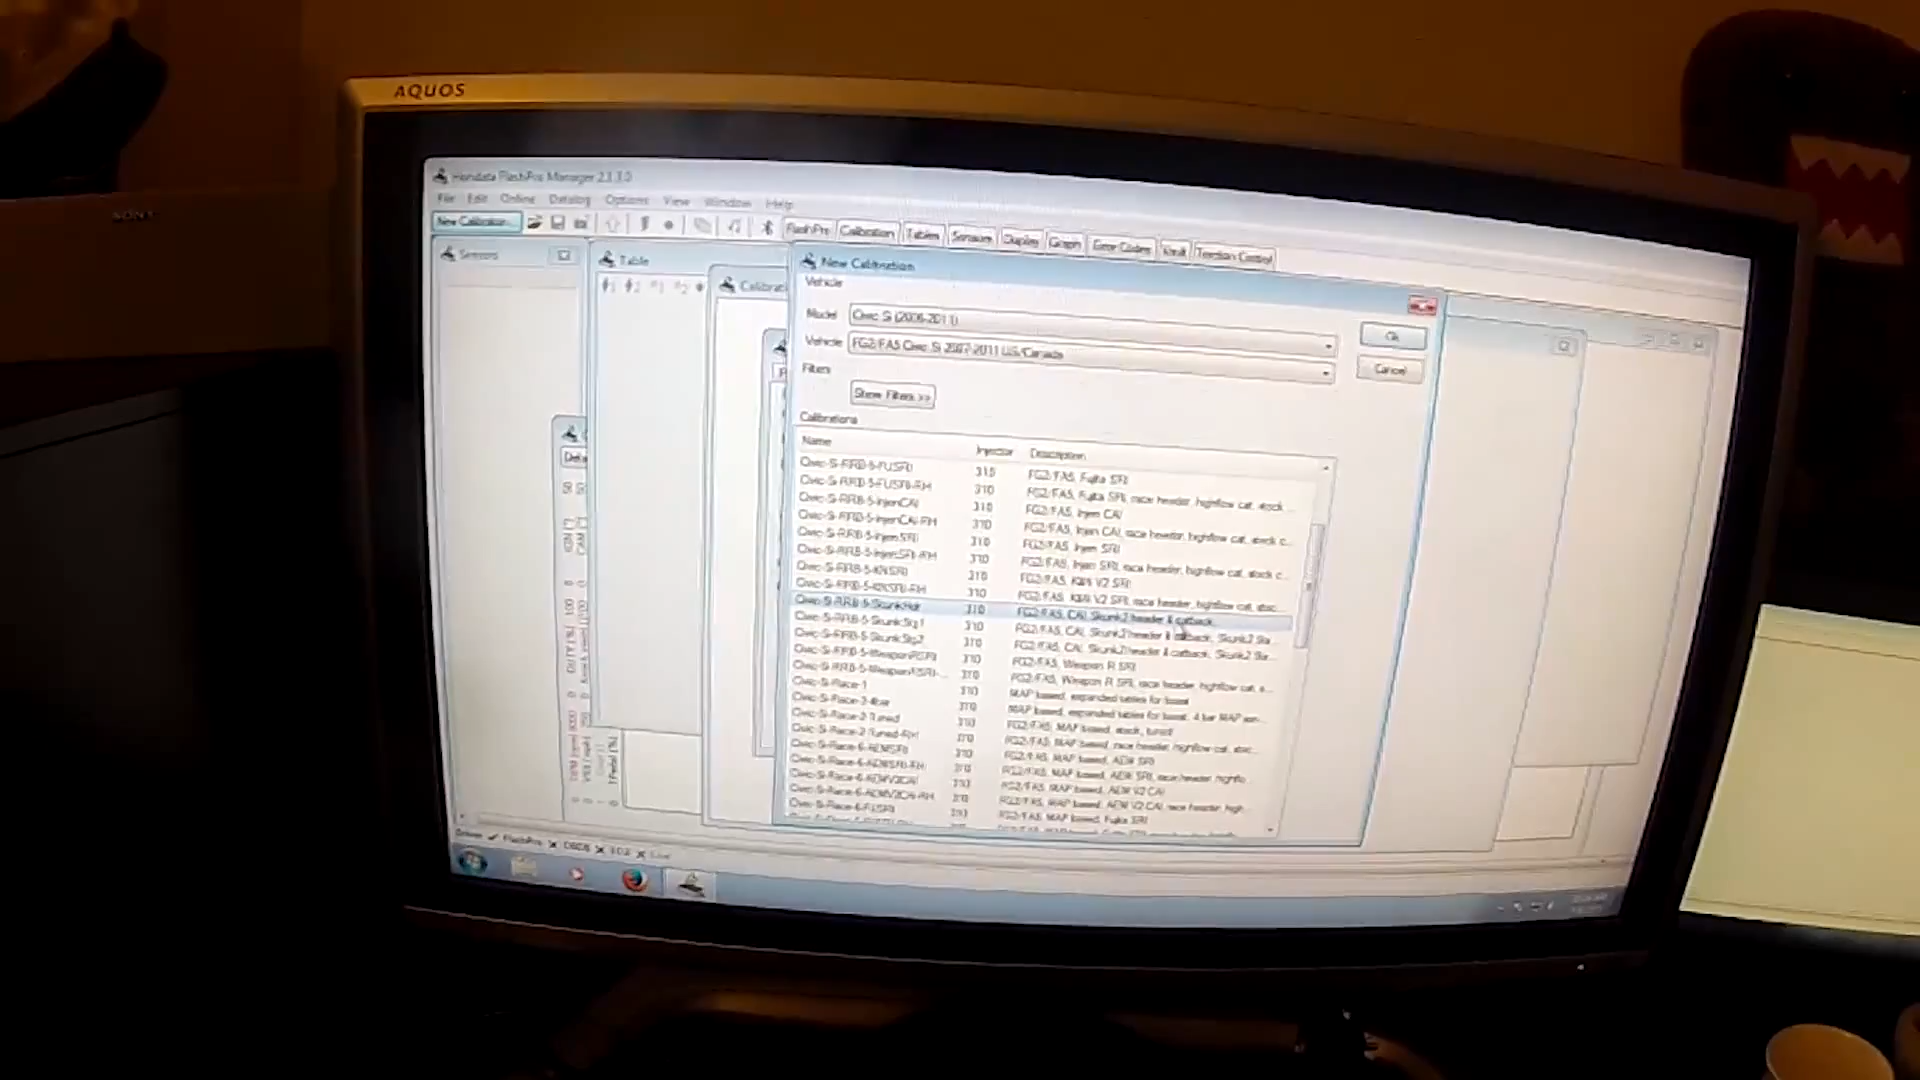 AQUOS
SONY
Hondata FlashPro Manager 2.1.3.0
File Edit Online Datalog Options View Window Help
New Calibration
FlashPro Calibration Tables Sensors Display Graph Error Codes Vault Traction Control
Sensors
Table
New Calibration
Vehicle
Model Civic Si (2006-2011)
Ok
Vehicle FG2/FA5 Civic Si 2007-2011 US/Canada
Cancel
Filters
Show Filters >>
Calibrations
Name Injector Description
Civic-Si-RRB-5-FUSRI 310 FG2/FA5, Fujita SRI
Civic-Si-RRB-5-FUSRI-RH 310 FG2/FA5, Fujita SRI, race header, highflow cat, stock ...
Civic-Si-RRB-5-InjenCAI 310 FG2/FA5, Injen CAI
Civic-Si-RRB-5-InjenCAI-RH 310 FG2/FA5, Injen CAI, race header, highflow cat, stock c...
Civic-Si-RRB-5-InjenSRI 310 FG2/FA5, Injen SRI
Civic-Si-RRB-5-InjenSRI-RH 310 FG2/FA5, Injen SRI, race header, highflow cat, stock c...
Civic-Si-RRB-5-KNSRI 310 FG2/FA5, K&N V2 SRI
Civic-Si-RRB-5-KNSRI-RH 310 FG2/FA5, K&N V2 SRI, race header, highflow cat, stoc...
Civic-Si-RRB-5-SkunkHdr 310 FG2/FA5, CAI, Skunk2 header & catback
Civic-Si-RRB-5-SkunkStg1 310 FG2/FA5, CAI, Skunk2 header & catback, Skunk2 Sta...
Civic-Si-RRB-5-SkunkStg2 310 FG2/FA5, CAI, Skunk2 header & catback, Skunk2 Sta...
Civic-Si-RRB-5-WeaponRSRI 310 FG2/FA5, Weapon R SRI
Civic-Si-RRB-5-WeaponRSRI-... 310 FG2/FA5, Weapon R SRI, race header, highflow cat, s...
Civic-Si-Race-1 310 MAP based, expanded tables for boost
Civic-Si-Race-2-4bar 310 MAP based, expanded tables for boost, 4 bar MAP sen...
Civic-Si-Race-2-Tuned 310 FG2/FA5, MAP based, stock, tuned
Civic-Si-Race-2-Tuned-RH 310 FG2/FA5, MAP based, race header, highflow cat, stoc...
Civic-Si-Race-6-AEMSRI 310 FG2/FA5, MAP based, AEM SRI
Civic-Si-Race-6-AEMSRI-RH 310 FG2/FA5, MAP based, AEM SRI, race header, highflo...
Civic-Si-Race-6-AEMV2CAI 310 FG2/FA5, MAP based, AEM V2 CAI
Civic-Si-Race-6-AEMV2CAI-RH 310 FG2/FA5, MAP based, AEM V2 CAI, race header, high...
Civic-Si-Race-6-FUSRI 310 FG2/FA5, MAP based, Fujita SRI
FlashPro